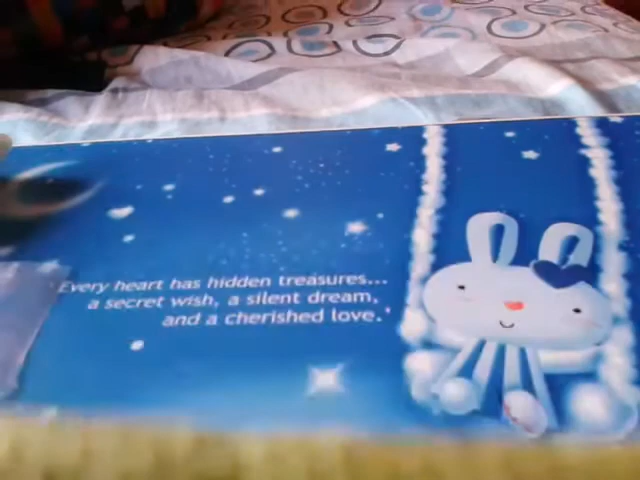 Every heart has hidden treasures...
a secret wish, a silent dream,
and a cherished love.'